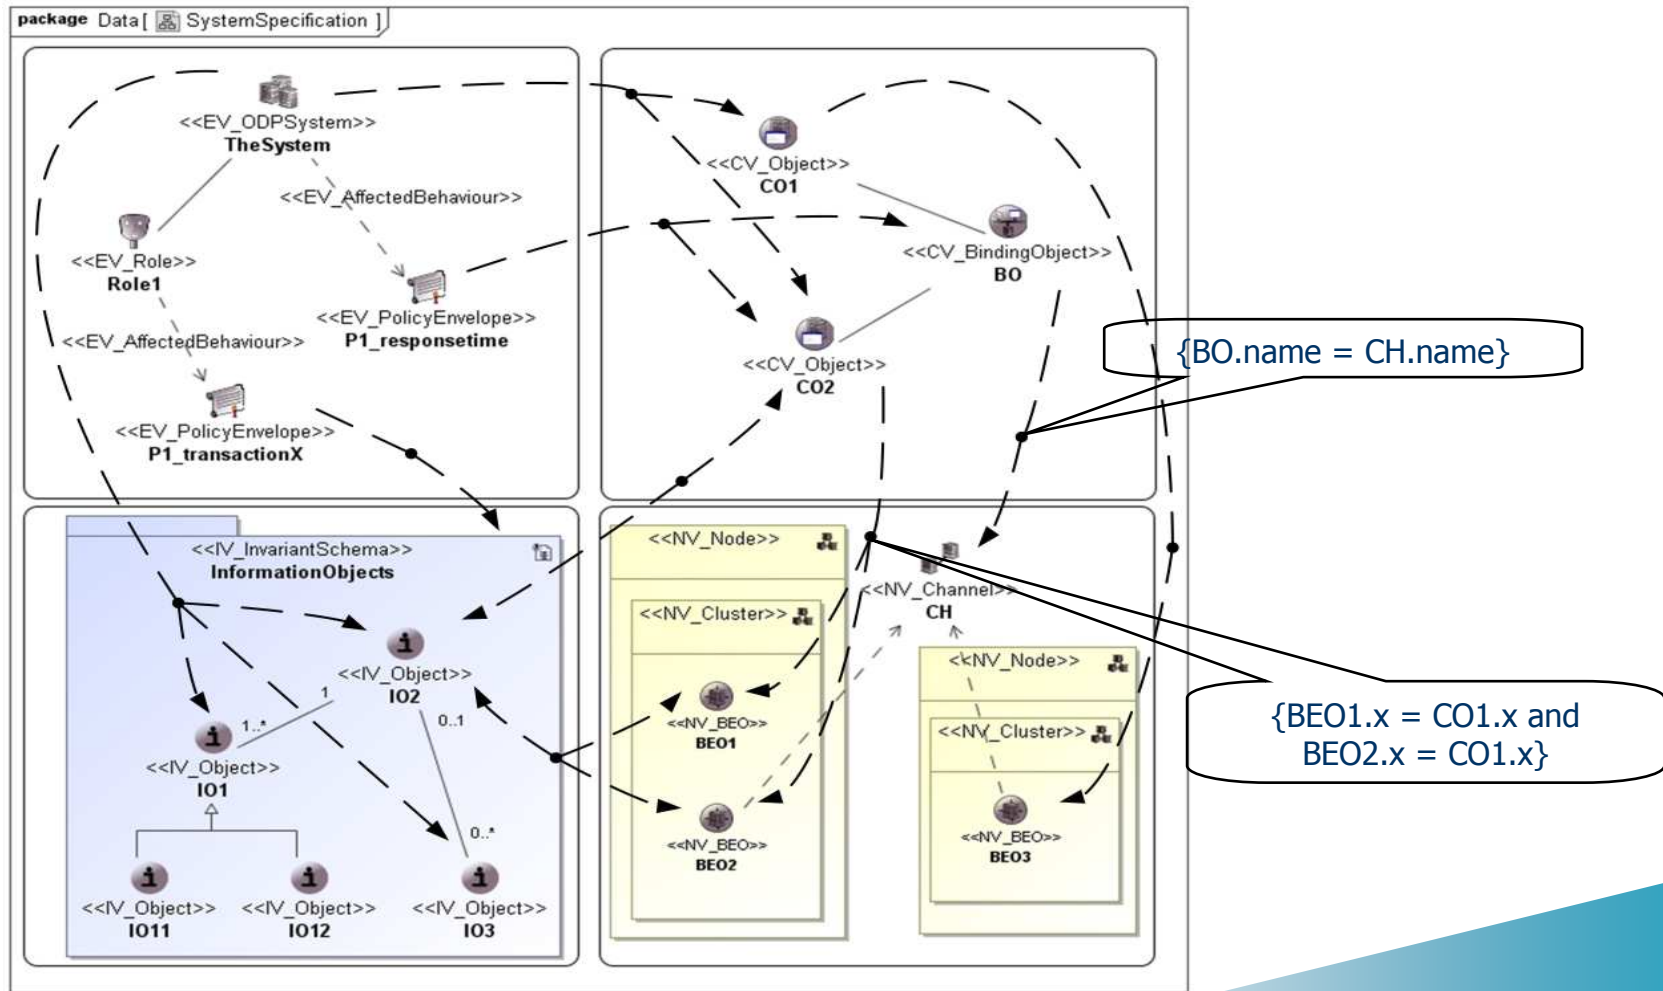 package Data [ SystemSpecification ]
<<EV_ODPSystem>>
TheSystem
<<EV_AffectedBehaviour>>
<<EV_Role>>
Role1
<<EV_PolicyEnvelope>>
P1_responsetime
<<EV_AffectedBehaviour>>
<<EV_PolicyEnvelope>>
P1_transactionX
<<CV_Object>>
CO1
<<CV_BindingObject>>
BO
<<CV_Object>>
CO2
{BO.name = CH.name}
<<IV_InvariantSchema>>
InformationObjects
<<IV_Object>>
IO2
1
0..1
1..*
<<IV_Object>>
IO1
0..*
<<IV_Object>>
IO11
<<IV_Object>>
IO12
<<IV_Object>>
IO3
<<NV_Node>>
<<NV_Cluster>>
<<NV_BEO>>
BEO1
<<NV_BEO>>
BEO2
<<NV_Channel>>
CH
<<NV_Node>>
<<NV_Cluster>>
<<NV_BEO>>
BEO3
{BEO1.x = CO1.x and
BEO2.x = CO1.x}